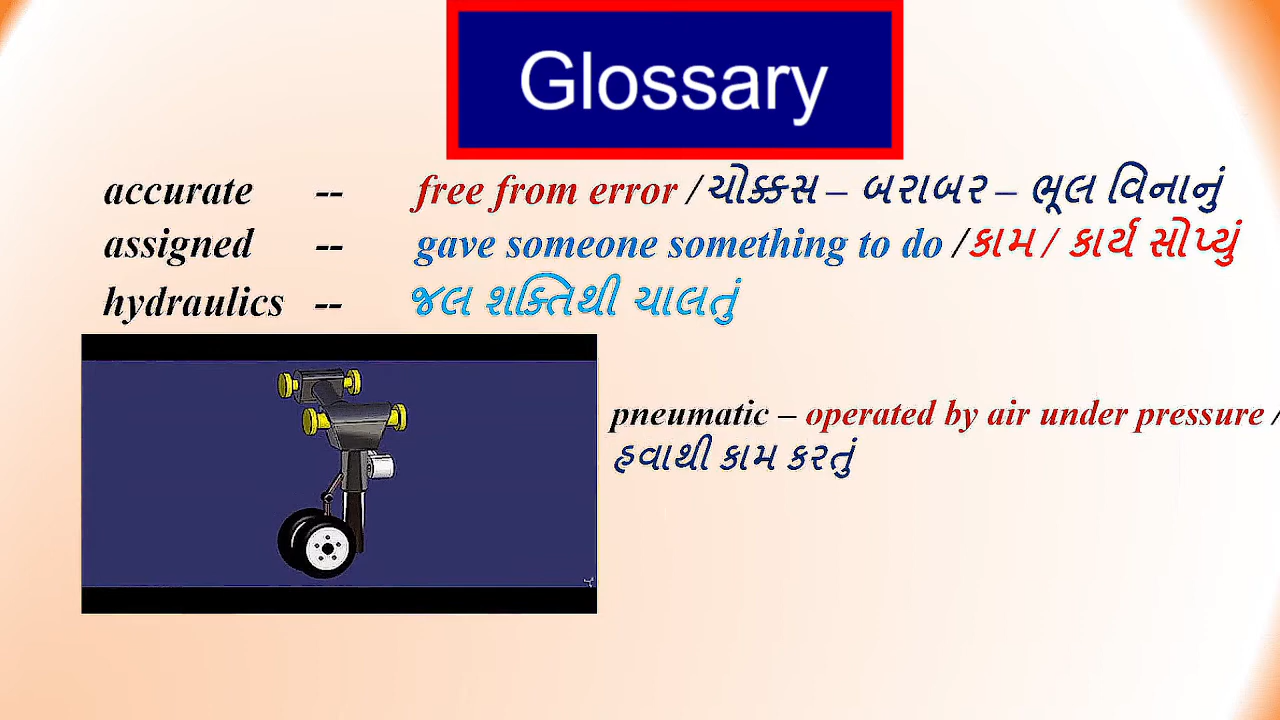 Glossary
accurate -- free from error / ચોક્કસ – બરાબર – ભૂલ વિનાનું
assigned -- gave someone something to do / કામ / કાર્ય સોપ્યું
hydraulics -- જલ શક્તિથી ચાલતું
pneumatic – operated by air under pressure /
હવાથી કામ કરતું